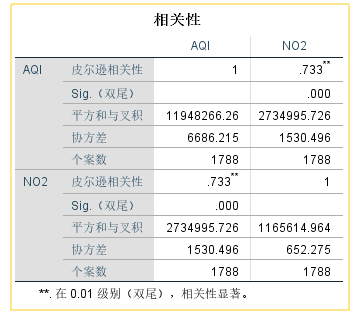 相关性
AQI NO2
AQI 皮尔逊相关性 1 .733**
Sig.（双尾） .000
平方和与叉积 11948266.26 2734995.726
协方差 6686.215 1530.496
个案数 1788 1788
NO2 皮尔逊相关性 .733** 1
Sig.（双尾） .000
平方和与叉积 2734995.726 1165614.964
协方差 1530.496 652.275
个案数 1788 1788
**. 在 0.01 级别（双尾），相关性显著。